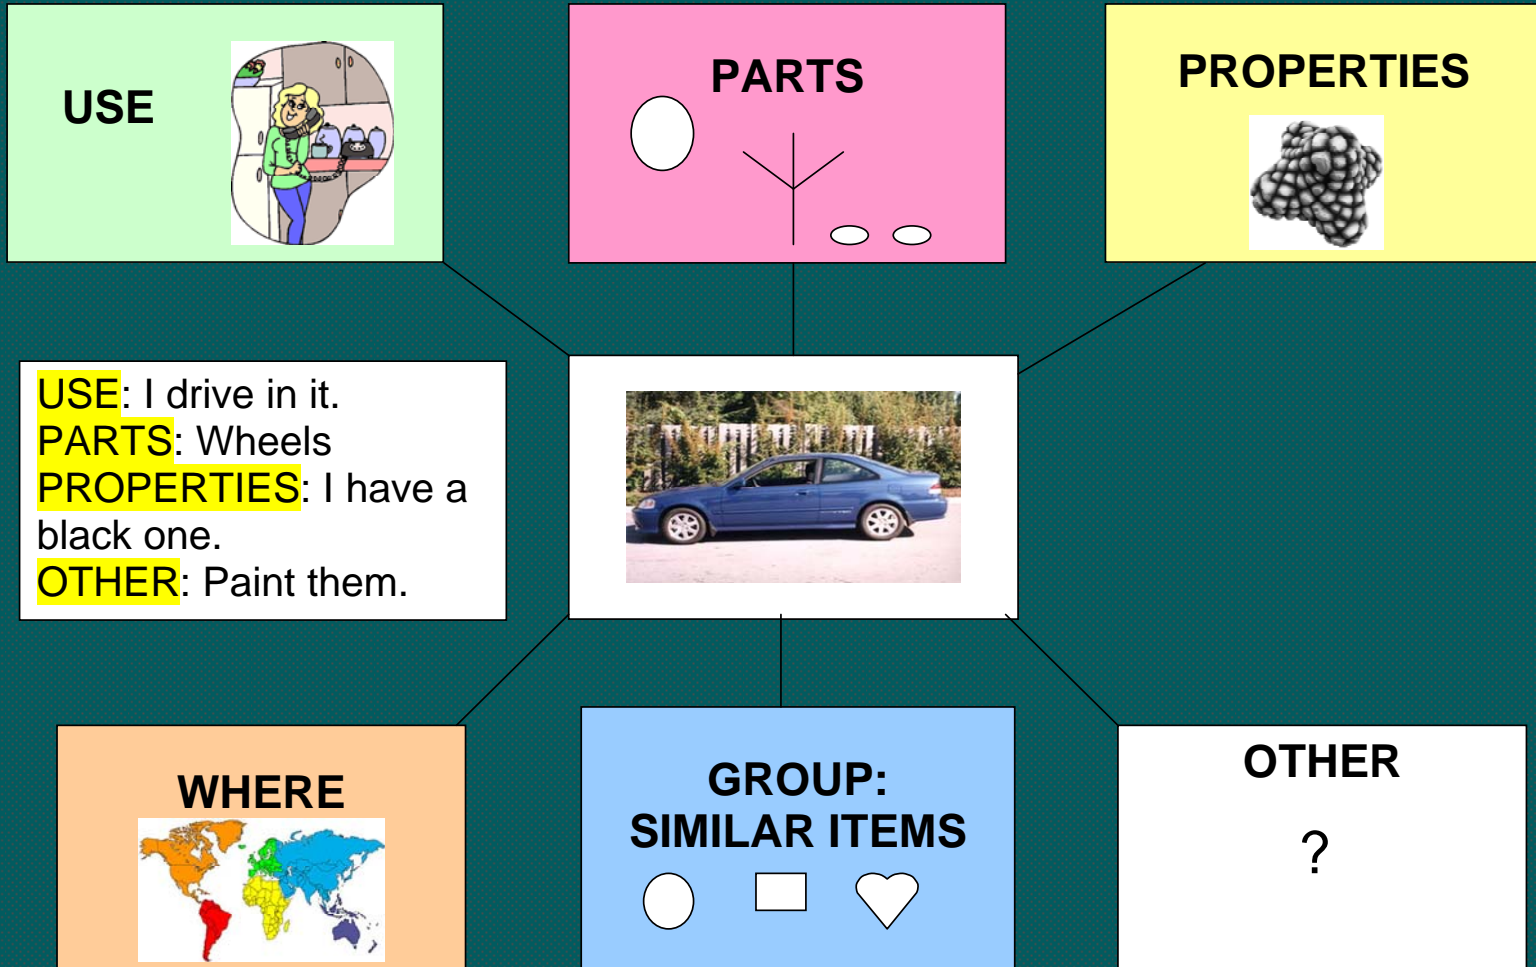 USE
PARTS
PROPERTIES
USE: I drive in it.
PARTS: Wheels
PROPERTIES: I have a
black one.
OTHER: Paint them.
WHERE
GROUP:
SIMILAR ITEMS
OTHER
?